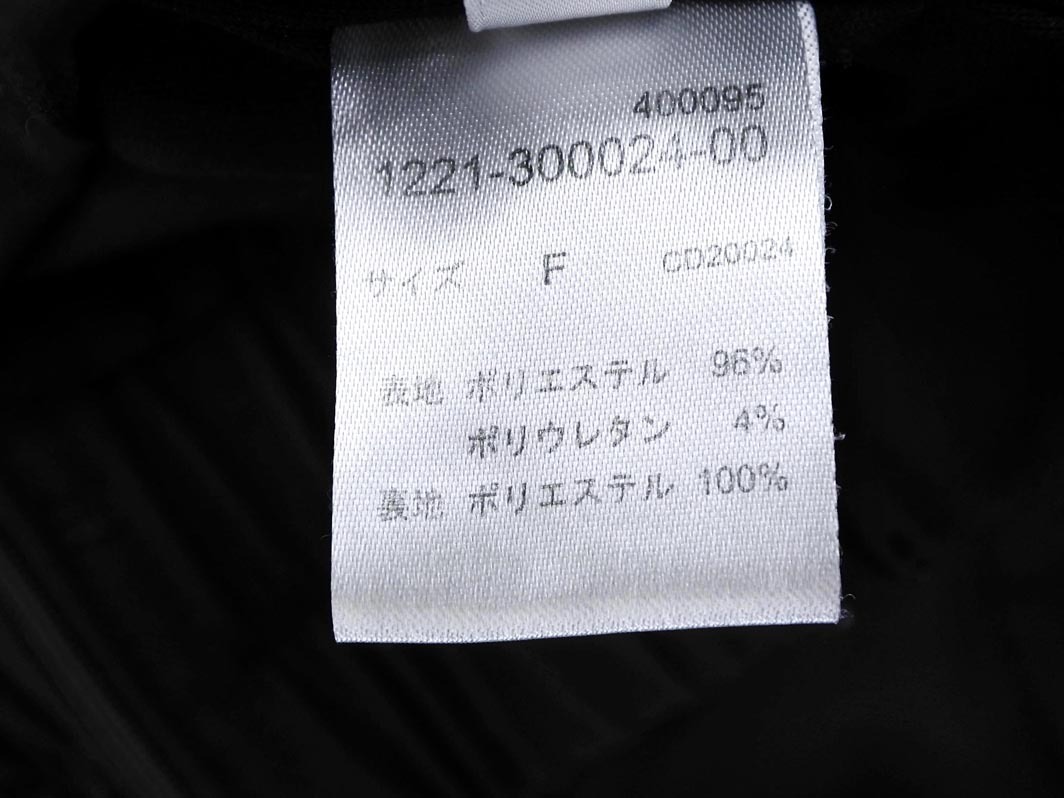 400095
1221-300024-00
サイズ F CD20024
表地 ポリエステル 96%
ポリウレタン 4%
裏地 ポリエステル 100%